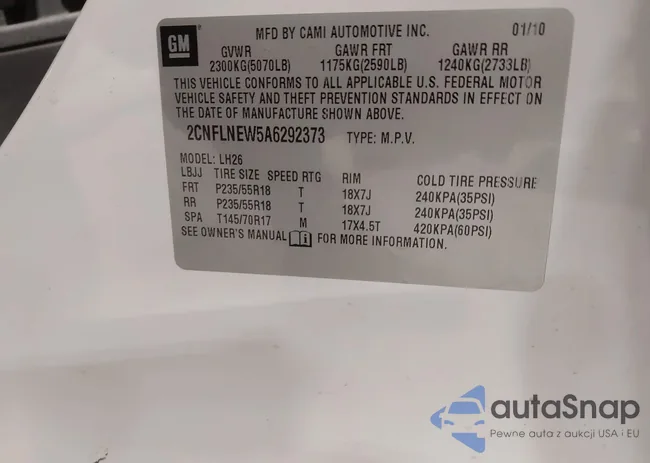 GM
MFD BY CAMI AUTOMOTIVE INC. 01/10
GVWR GAWR FRT GAWR RR
2300KG(5070LB) 1175KG(2590LB) 1240KG(2733LB)
THIS VEHICLE CONFORMS TO ALL APPLICABLE U.S. FEDERAL MOTOR
VEHICLE SAFETY AND THEFT PREVENTION STANDARDS IN EFFECT ON
THE DATE OF MANUFACTURE SHOWN ABOVE.
2CNFLNEW5A6292373 TYPE: M.P.V.
MODEL: LH26
LBJJ TIRE SIZE SPEED RTG RIM COLD TIRE PRESSURE
FRT P235/55R18 T 18X7J 240KPA(35PSI)
RR P235/55R18 T 18X7J 240KPA(35PSI)
SPA T145/70R17 M 17X4.5T 420KPA(60PSI)
SEE OWNER'S MANUAL i FOR MORE INFORMATION.
autaSnap
Pewne auta z aukcji USA i EU